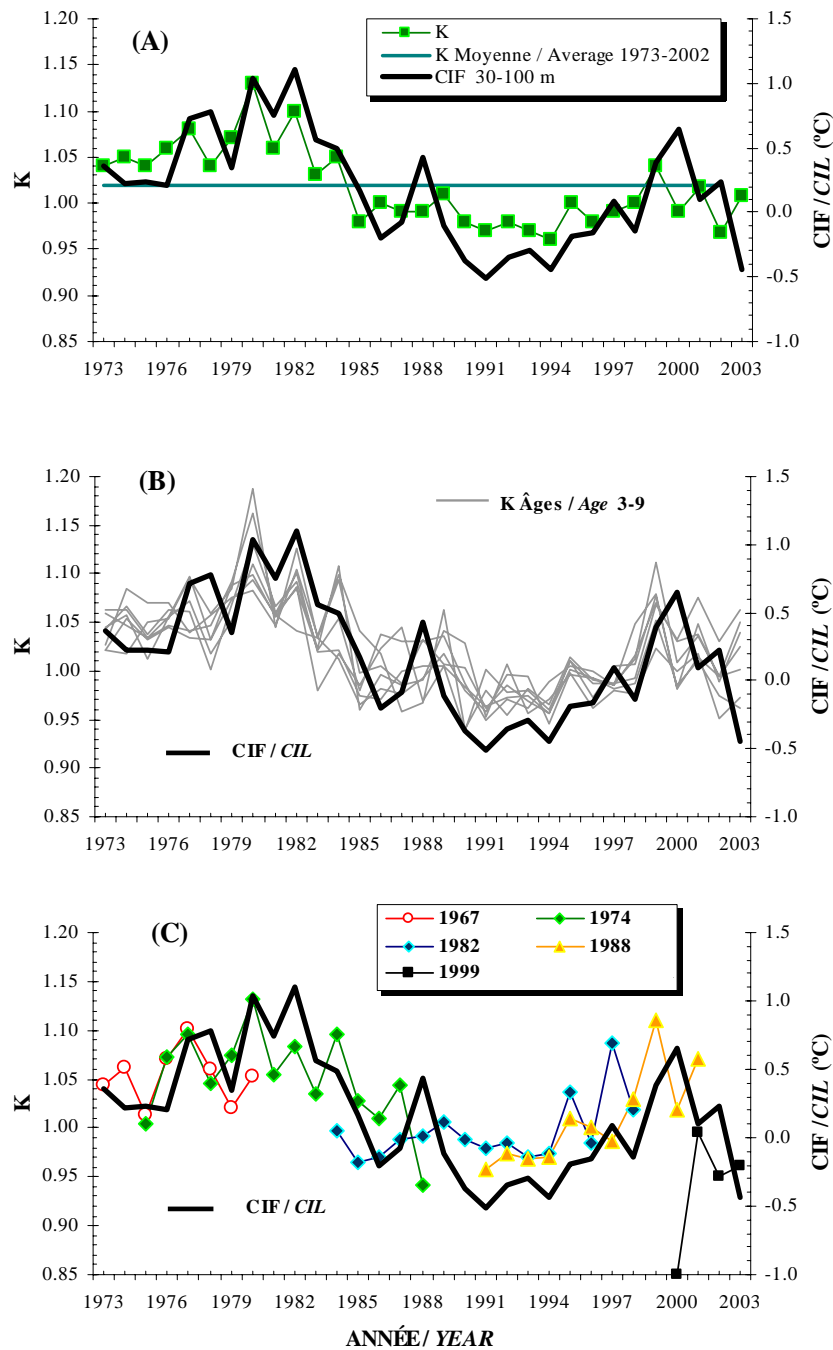 (A)
K
K Moyenne / Average 1973-2002
CIF 30-100 m
1.20
1.15
1.10
1.05
1.00
0.95
0.90
0.85
K
1.5
1.0
0.5
0.0
-0.5
-1.0
CIF / CIL (ºC)
1973 1976 1979 1982 1985 1988 1991 1994 1997 2000 2003
(B)
K Âges / Age 3-9
CIF / CIL
1.20
1.15
1.10
1.05
1.00
0.95
0.90
0.85
K
1.5
1.0
0.5
0.0
-0.5
-1.0
CIF / CIL (ºC)
1973 1976 1979 1982 1985 1988 1991 1994 1997 2000 2003
(C)
1967 1974
1982 1988
1999
CIF / CIL
1.20
1.15
1.10
1.05
1.00
0.95
0.90
0.85
K
1.5
1.0
0.5
0.0
-0.5
-1.0
CIF / CIL (ºC)
1973 1976 1979 1982 1985 1988 1991 1994 1997 2000 2003
ANNÉE / YEAR